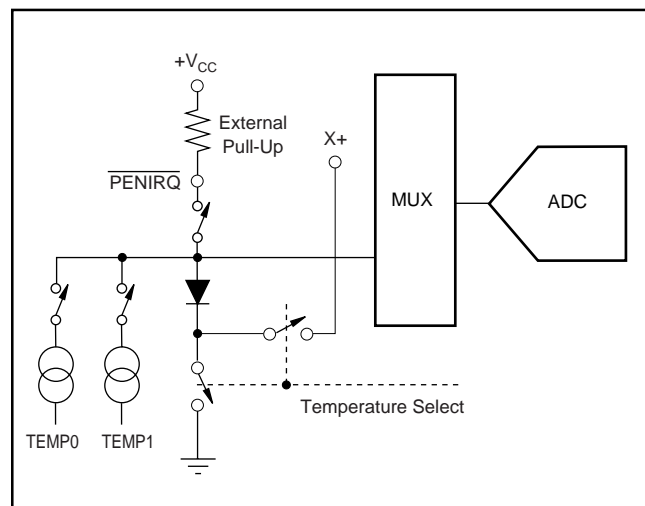 +VCC
External
Pull-Up
X+
PENIRQ
MUX
ADC
Temperature Select
TEMP0
TEMP1